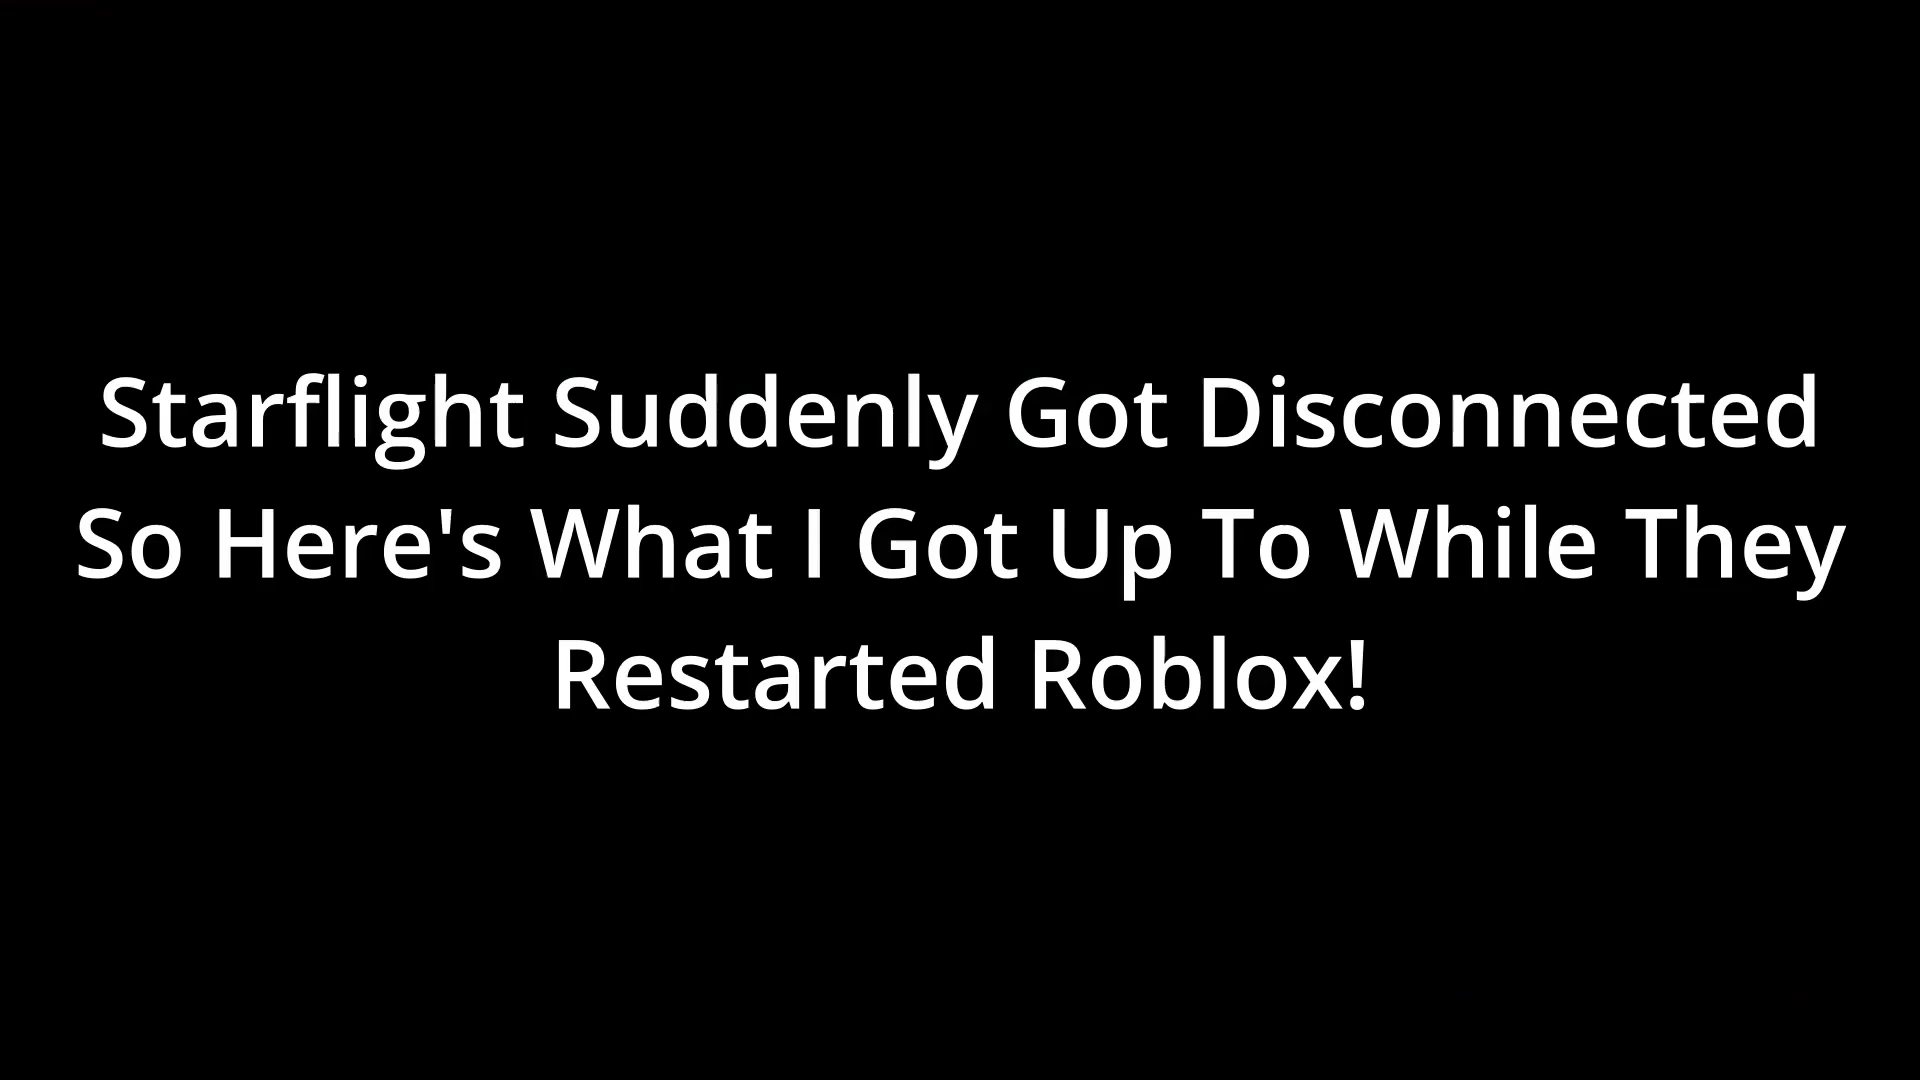 Starflight Suddenly Got Disconnected
So Here's What I Got Up To While They
Restarted Roblox!